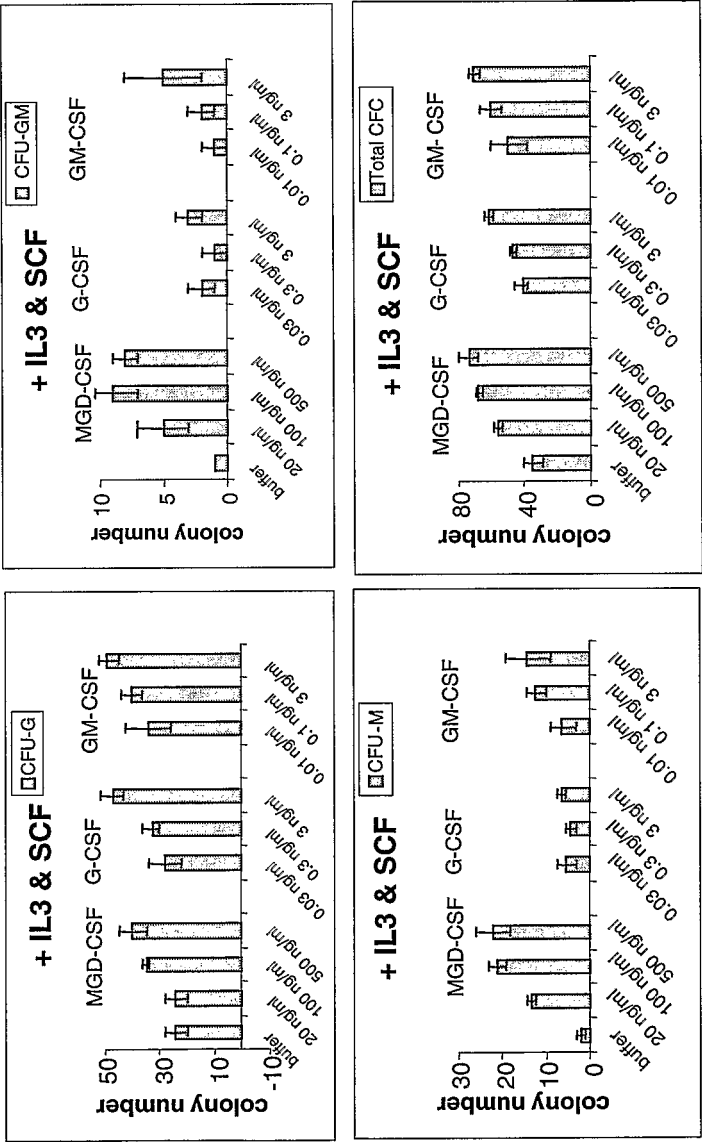 + IL3 & SCF
CFU-G
MGD-CSF G-CSF GM-CSF
colony number
50
30
10
-10
buffer
20 ng/ml
100 ng/ml
500 ng/ml
0.03 ng/ml
0.3 ng/ml
3 ng/ml
0.01 ng/ml
0.1 ng/ml
3 ng/ml
+ IL3 & SCF
CFU-GM
MGD-CSF G-CSF GM-CSF
colony number
10
5
0
buffer
20 ng/ml
100 ng/ml
500 ng/ml
0.03 ng/ml
0.3 ng/ml
3 ng/ml
0.01 ng/ml
0.1 ng/ml
3 ng/ml
+ IL3 & SCF
CFU-M
MGD-CSF G-CSF GM-CSF
colony number
30
20
10
0
buffer
20 ng/ml
100 ng/ml
500 ng/ml
0.03 ng/ml
0.3 ng/ml
3 ng/ml
0.01 ng/ml
0.1 ng/ml
3 ng/ml
+ IL3 & SCF
Total CFC
MGD-CSF G-CSF GM- CSF
colony number
80
40
0
buffer
20 ng/ml
100 ng/ml
500 ng/ml
0.03 ng/ml
0.3 ng/ml
3 ng/ml
0.01 ng/ml
0.1 ng/ml
3 ng/ml